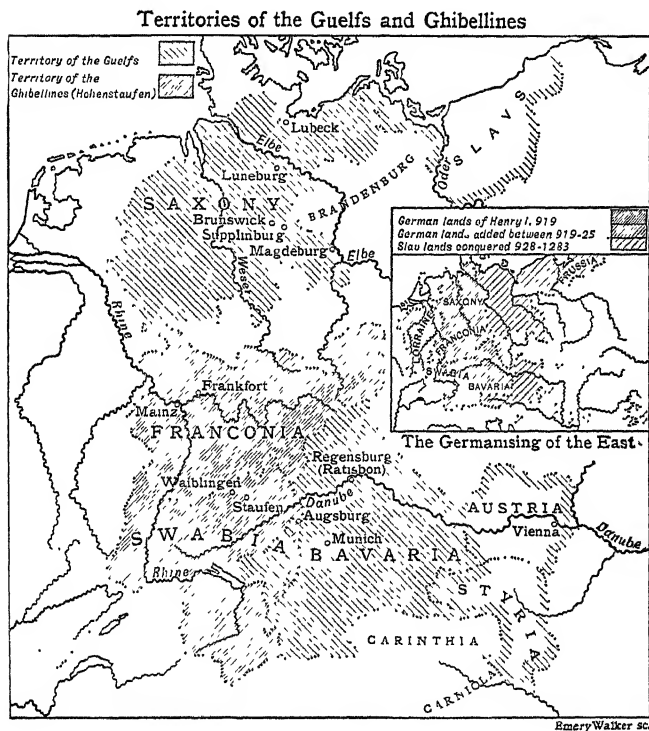 Territories of the Guelfs and Ghibellines
Territory of the Guelfs
Territory of the
Ghibellines (Hohenstaufen)
Lubeck
Elbe
Luneburg
SAXONY
BRANDENBURG
Oder
SLAVS
Brunswick
Supplinburg
Magdeburg
Elbe
Weser
Rhine
German lands of Henry I. 919
German lands added between 919-25
Slav lands conquered 928-1283
PRUSSIA
SAXONY
LORRAINE
FRANCONIA
SWABIA
BAVARIA
The Germanising of the East
Frankfort
Mainz
FRANCONIA
Regensburg
(Ratisbon)
Waiblingen
Staufen
Danube
Augsburg
AUSTRIA
Vienna
Danube
SWABIA
BAVARIA
Munich
Rhine
STYRIA
CARINTHIA
CARNIOLA
Emery Walker sc.